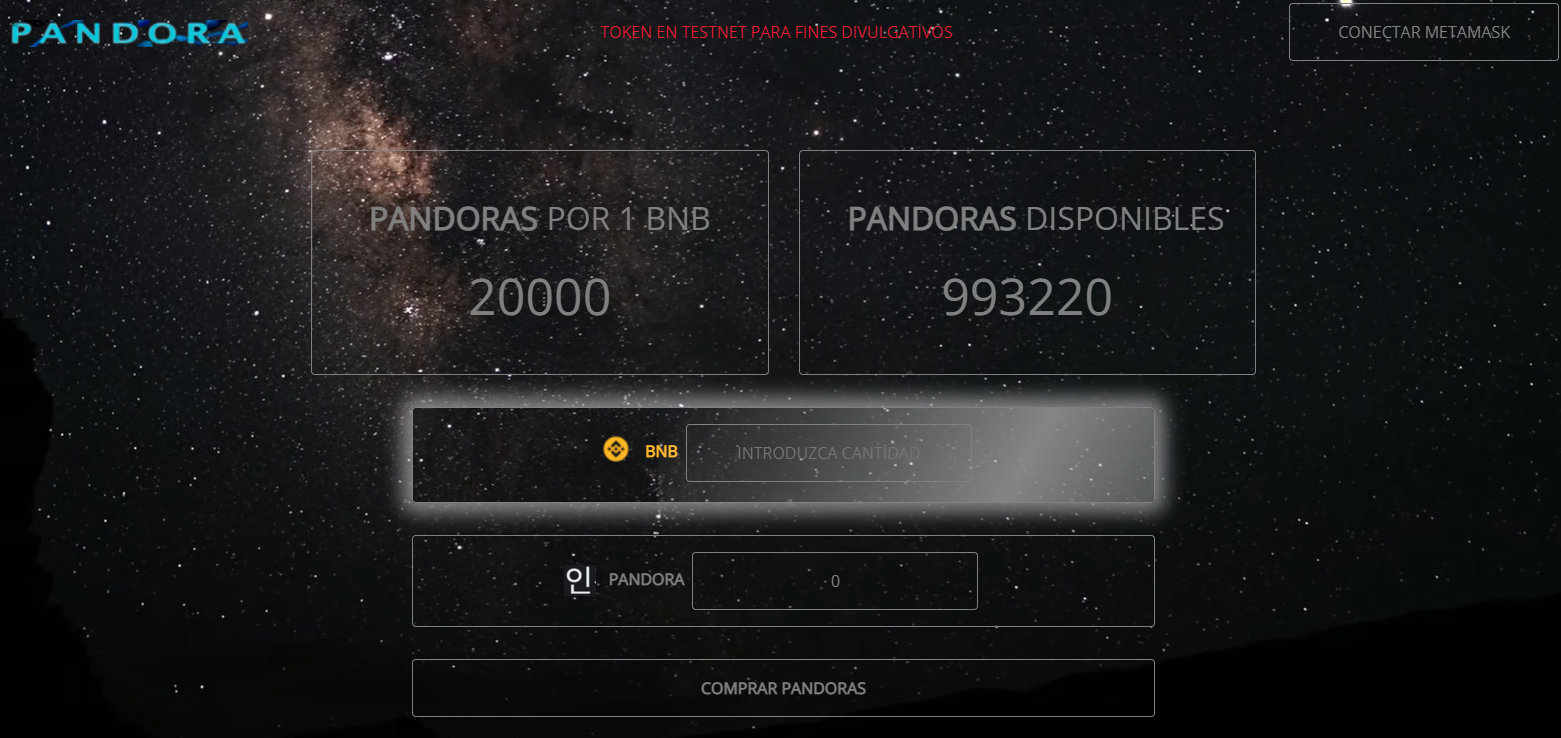 PANDORA
TOKEN EN TESTNET PARA FINES DIVULGATIVOS
CONECTAR METAMASK
PANDORAS POR 1 BNB
20000
PANDORAS DISPONIBLES
993220
BNB
INTRODUZCA CANTIDAD
인 PANDORA
0
COMPRAR PANDORAS